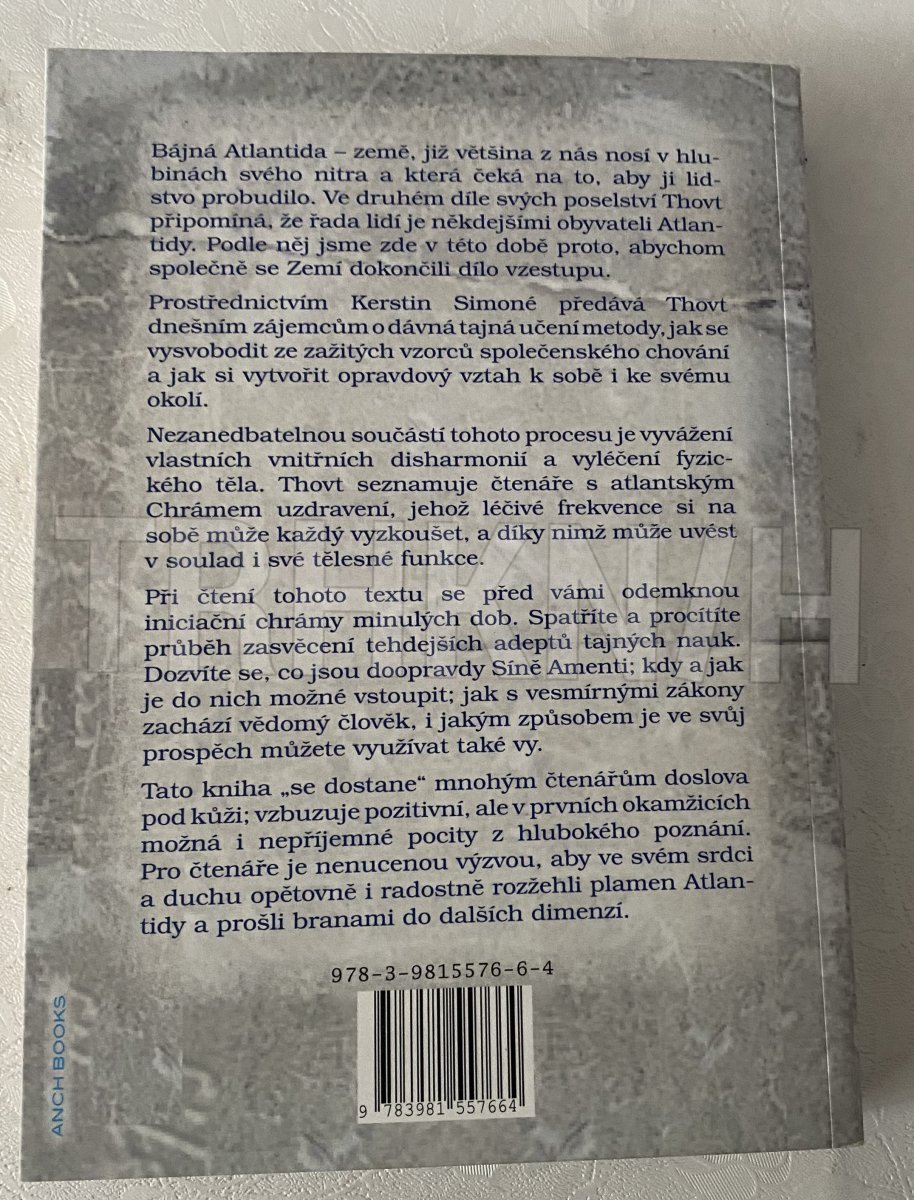 Bájná Atlantida – země, již většina z nás nosí v hlu-
binách svého nitra a která čeká na to, aby ji lid-
stvo probudilo. Ve druhém díle svých poselství Thovt
připomíná, že řada lidí je někdejšími obyvateli Atlan-
tidy. Podle něj jsme zde v této době proto, abychom
společně se Zemí dokončili dílo vzestupu.
Prostřednictvím Kerstin Simoné předává Thovt
dnešním zájemcům o dávná tajná učení metody, jak se
vysvobodit ze zažitých vzorců společenského chování
a jak si vytvořit opravdový vztah k sobě i ke svému
okolí.
Nezanedbatelnou součástí tohoto procesu je vyvážení
vlastních vnitřních disharmonií a vyléčení fyzic-
kého těla. Thovt seznamuje čtenáře s atlantským
Chrámem uzdravení, jehož léčivé frekvence si na
sobě může každý vyzkoušet, a díky nimž může uvést
v soulad i své tělesné funkce.
Při čtení tohoto textu se před vámi odemknou
iniciační chrámy minulých dob. Spatříte a procítíte
průběh zasvěcení tehdejších adeptů tajných nauk.
Dozvíte se, co jsou doopravdy Síně Amenti; kdy a jak
je do nich možné vstoupit; jak s vesmírnými zákony
zachází vědomý člověk, i jakým způsobem je ve svůj
prospěch můžete využívat také vy.
Tato kniha „se dostane“ mnohým čtenářům doslova
pod kůži; vzbuzuje pozitivní, ale v prvních okamžicích
možná i nepříjemné pocity z hlubokého poznání.
Pro čtenáře je nenucenou výzvou, aby ve svém srdci
a duchu opětovně i radostně rozžehli plamen Atlan-
tidy a prošli branami do dalších dimenzí.
978-3-9815576-6-4
9 783981 557664
ANCH BOOKS